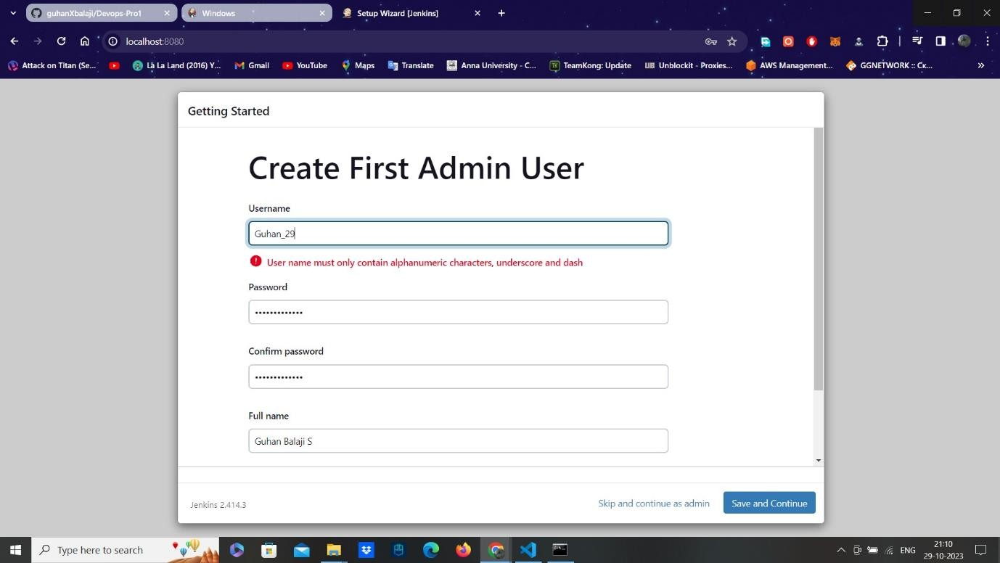 guhanXbalaji/Devops-Pro1
Windows
Setup Wizard [Jenkins]
localhost:8080
Attack on Titan (Se...
La La Land (2016) Y...
Gmail
YouTube
Maps
Translate
Anna University - C...
TK
TeamKong: Update
UB
Unblockit - Proxies...
AWS Management...
GGNETWORK :: Ск...
Getting Started
Create First Admin User
Username
Guhan_29
User name must only contain alphanumeric characters, underscore and dash
Password
Confirm password
Full name
Guhan Balaji S
Jenkins 2.414.3
Skip and continue as admin
Save and Continue
Type here to search
ENG
21:10
29-10-2023